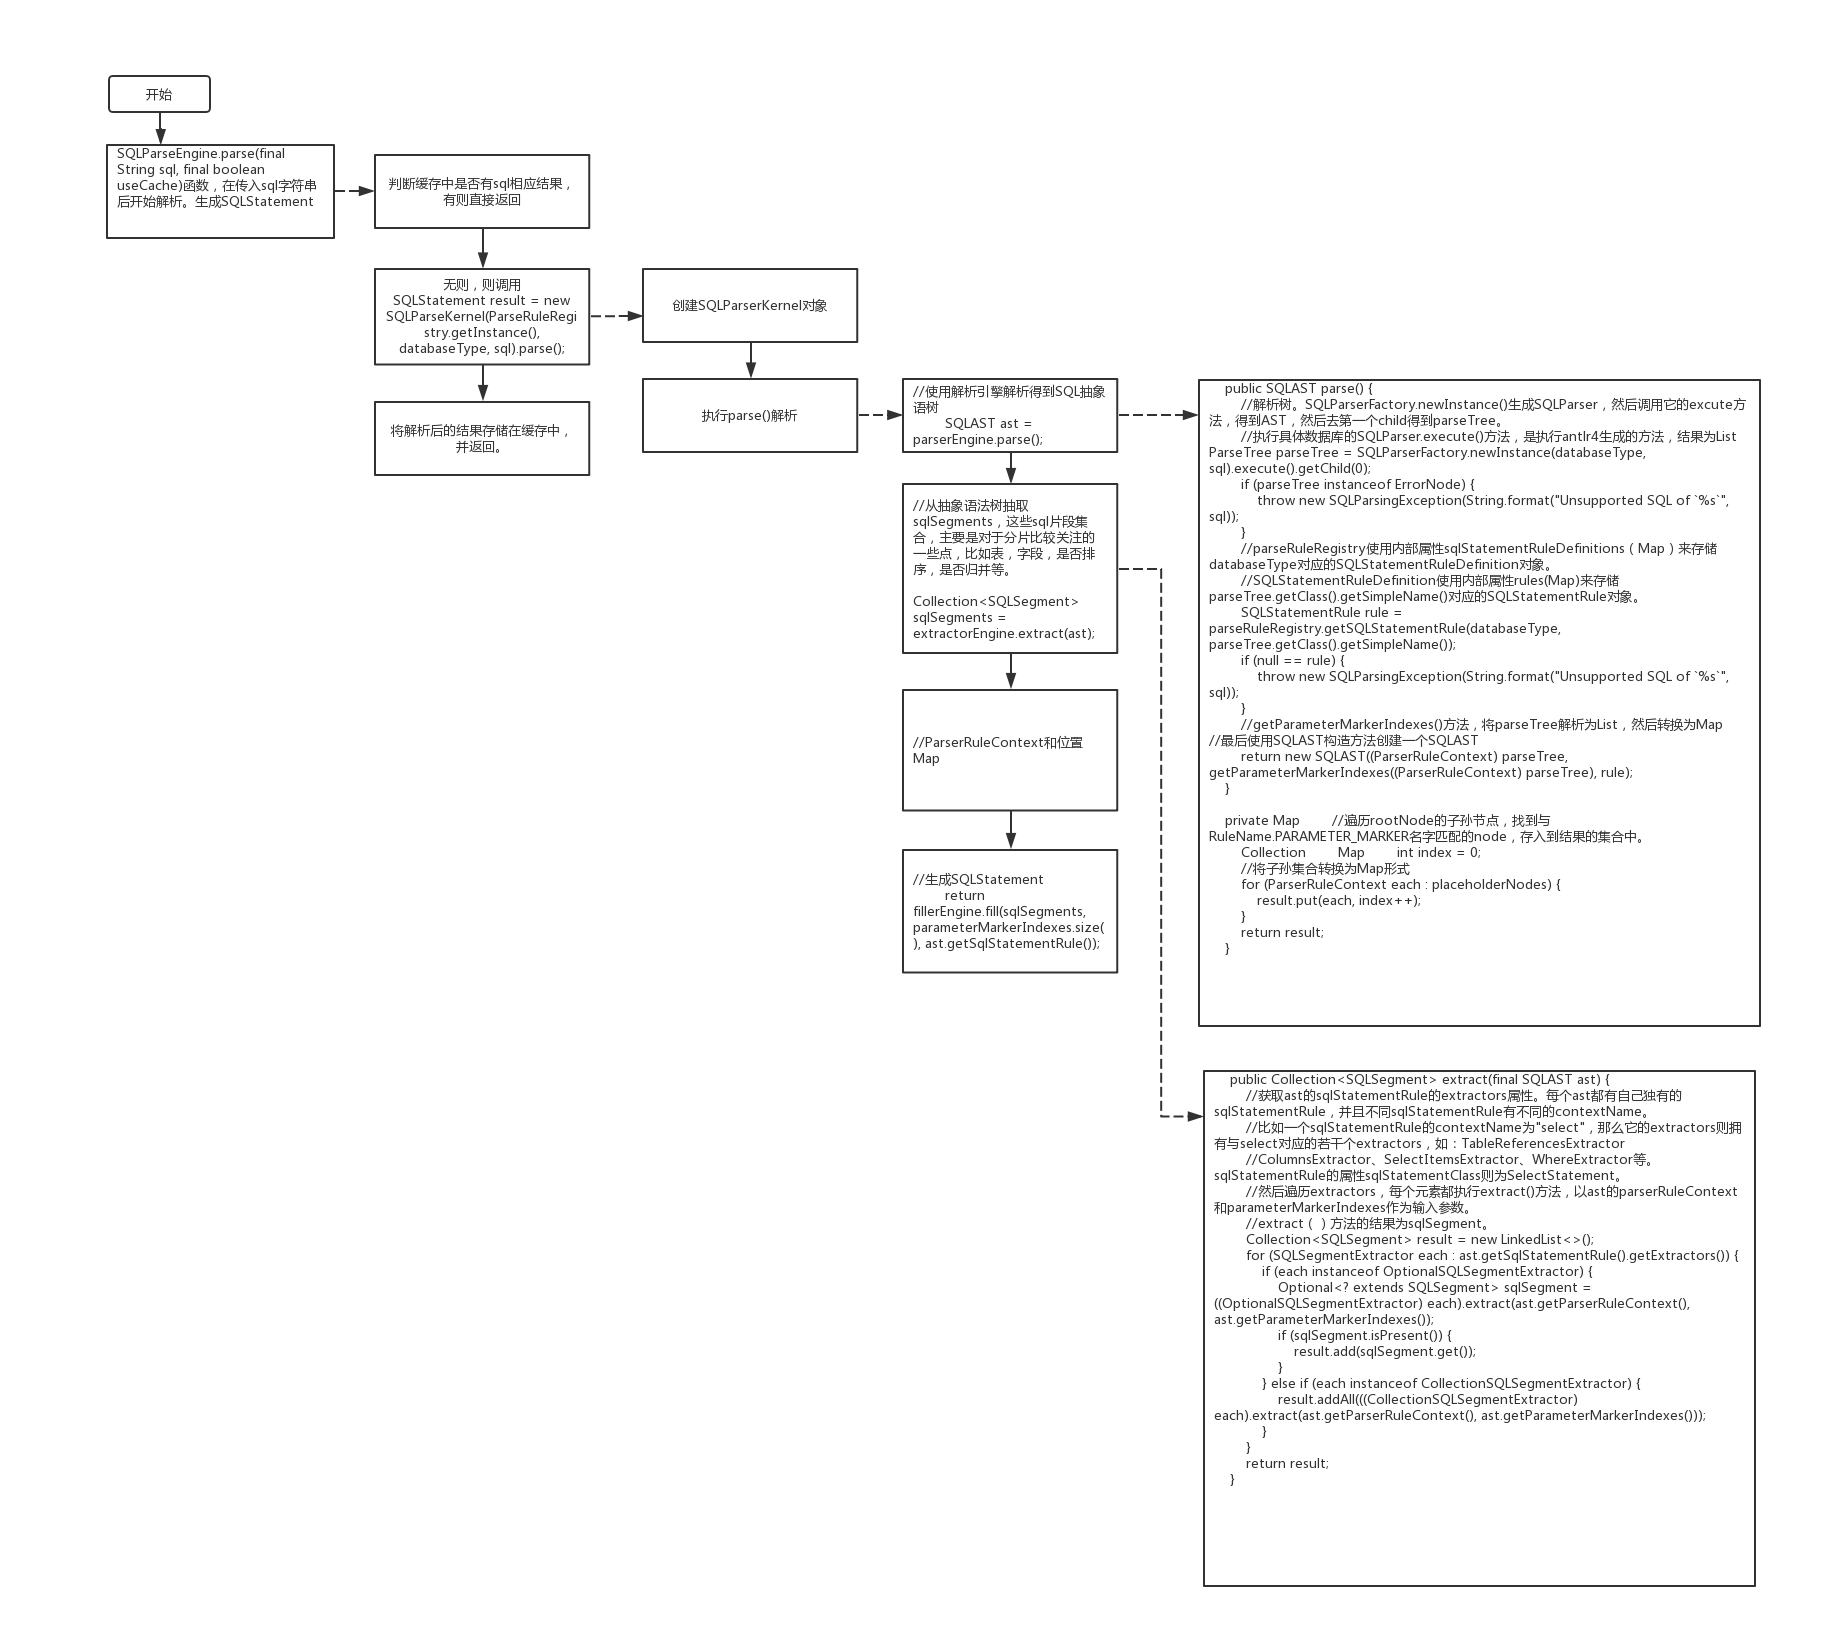 开始
SQLParseEngine.parse(final
String sql, final boolean
useCache)函数，在传入sql字符串
后开始解析。生成SQLStatement
判断缓存中是否有sql相应结果，
有则直接返回
无则，则调用
SQLStatement result = new
SQLParseKernel(ParseRuleRegi
stry.getInstance(),
databaseType, sql).parse();
将解析后的结果存储在缓存中，
并返回。
创建SQLParserKernel对象
执行parse()解析
//使用解析引擎解析得到SQL抽象
语树
SQLAST ast =
parserEngine.parse();
//从抽象语法树抽取
sqlSegments，这些sql片段集
合，主要是对于分片比较关注的
一些点，比如表，字段，是否排
序，是否归并等。
Collection<SQLSegment>
sqlSegments =
extractorEngine.extract(ast);
//ParserRuleContext和位置
Map
//生成SQLStatement
return
fillerEngine.fill(sqlSegments,
parameterMarkerIndexes.size(
), ast.getSqlStatementRule());
public SQLAST parse() {
//解析树。SQLParserFactory.newInstance()生成SQLParser，然后调用它的excute方
法，得到AST，然后去第一个child得到parseTree。
//执行具体数据库的SQLParser.execute()方法，是执行antlr4生成的方法，结果为List
ParseTree parseTree = SQLParserFactory.newInstance(databaseType,
sql).execute().getChild(0);
if (parseTree instanceof ErrorNode) {
throw new SQLParsingException(String.format("Unsupported SQL of `%s`",
sql));
}
//parseRuleRegistry使用内部属性sqlStatementRuleDefinitions（Map）来存储
databaseType对应的SQLStatementRuleDefinition对象。
//SQLStatementRuleDefinition使用内部属性rules(Map)来存储
parseTree.getClass().getSimpleName()对应的SQLStatementRule对象。
SQLStatementRule rule =
parseRuleRegistry.getSQLStatementRule(databaseType,
parseTree.getClass().getSimpleName());
if (null == rule) {
throw new SQLParsingException(String.format("Unsupported SQL of `%s`",
sql));
}
//getParameterMarkerIndexes()方法，将parseTree解析为List，然后转换为Map
//最后使用SQLAST构造方法创建一个SQLAST
return new SQLAST((ParserRuleContext) parseTree,
getParameterMarkerIndexes((ParserRuleContext) parseTree), rule);
}
private Map //遍历rootNode的子孙节点，找到与
RuleName.PARAMETER_MARKER名字匹配的node，存入到结果的集合中。
Collection Map int index = 0;
//将子孙集合转换为Map形式
for (ParserRuleContext each : placeholderNodes) {
result.put(each, index++);
}
return result;
}
public Collection<SQLSegment> extract(final SQLAST ast) {
//获取ast的sqlStatementRule的extractors属性。每个ast都有自己独有的
sqlStatementRule，并且不同sqlStatementRule有不同的contextName。
//比如一个sqlStatementRule的contextName为"select"，那么它的extractors则拥
有与select对应的若干个extractors，如：TableReferencesExtractor
//ColumnsExtractor、SelectItemsExtractor、WhereExtractor等。
sqlStatementRule的属性sqlStatementClass则为SelectStatement。
//然后遍历extractors，每个元素都执行extract()方法，以ast的parserRuleContext
和parameterMarkerIndexes作为输入参数。
//extract（ ）方法的结果为sqlSegment。
Collection<SQLSegment> result = new LinkedList<>();
for (SQLSegmentExtractor each : ast.getSqlStatementRule().getExtractors()) {
if (each instanceof OptionalSQLSegmentExtractor) {
Optional<? extends SQLSegment> sqlSegment =
((OptionalSQLSegmentExtractor) each).extract(ast.getParserRuleContext(),
ast.getParameterMarkerIndexes());
if (sqlSegment.isPresent()) {
result.add(sqlSegment.get());
}
} else if (each instanceof CollectionSQLSegmentExtractor) {
result.addAll(((CollectionSQLSegmentExtractor)
each).extract(ast.getParserRuleContext(), ast.getParameterMarkerIndexes()));
}
}
return result;
}